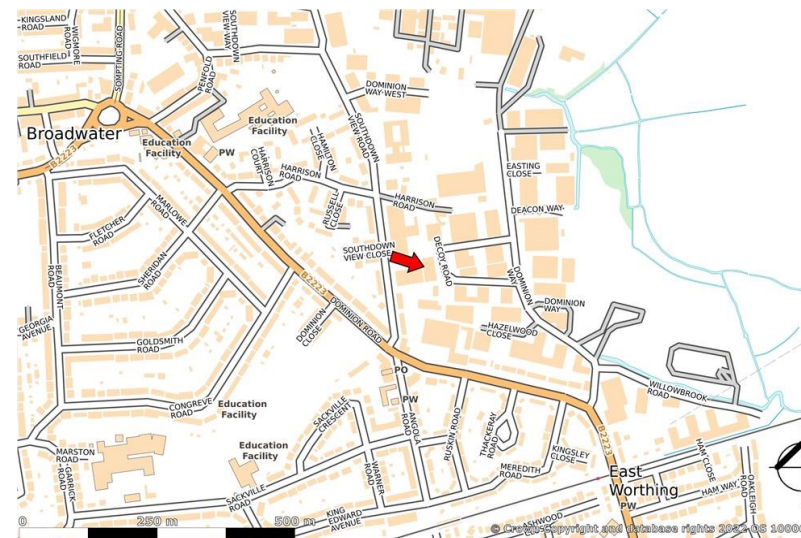 KINGSLAND
ROAD
WIGMORE
ROAD
SOMPTING ROAD
SOUTHFIELD
ROAD
PENFOLD
ROAD
SOUTHDOWN
VIEW WAY
DOMINION
WAY WEST
Broadwater
Education
Facility
PW
Education
Facility
HAMILTON
CLOSE
HARRISON
COURT
HARRISON
ROAD
SOUTHDOWN
VIEW ROAD
EASTING
CLOSE
B2223
MARLOWE
ROAD
FLETCHER
ROAD
RUSSELL
CLOSE
HARRISON
ROAD
DEACON WAY
BEAUMONT
ROAD
SHERIDAN
ROAD
SOUTHDOWN
VIEW CLOSE
DECOY ROAD
DOMINION
WAY
B2223
GEORGIA
AVENUE
GOLDSMITH
ROAD
DOMINION
CLOSE
DOMINION ROAD
HAZELWOOD
CLOSE
DOMINION
WAY
PO
PW
WILLOWBROOK
ROAD
CONGREVE
ROAD
Education
Facility
SACKVILLE
CRESCENT
ANGOLA
ROAD
RUSKIN ROAD
THACKERAY
ROAD
KINGSLEY
CLOSE
B2223
MARSTON
ROAD
GARRICK
ROAD
Education
Facility
SACKVILLE
ROAD
WARNER
ROAD
MEREDITH
ROAD
East
Worthing
PW
HAM CLOSE
HAM WAY
OAKLEIGH
ROAD
KING
EDWARD
AVENUE
ASHWOOD
CLOSE
0
250 m
500 m
© Crown copyright and database rights 2022 OS 10000